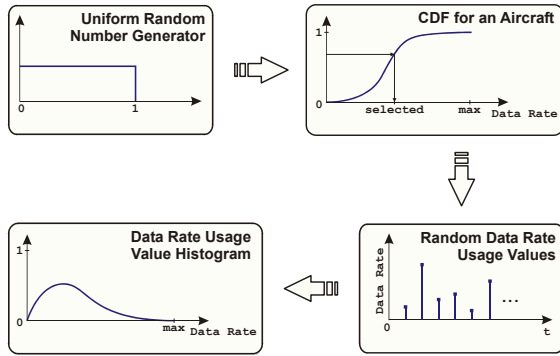 Uniform Random
Number Generator
0
1
CDF for an Aircraft
1
0
selected
max
Data Rate
Random Data Rate
Usage Values
Data Rate
...
0
t
Data Rate Usage
Value Histogram
1
0
max
Data Rate